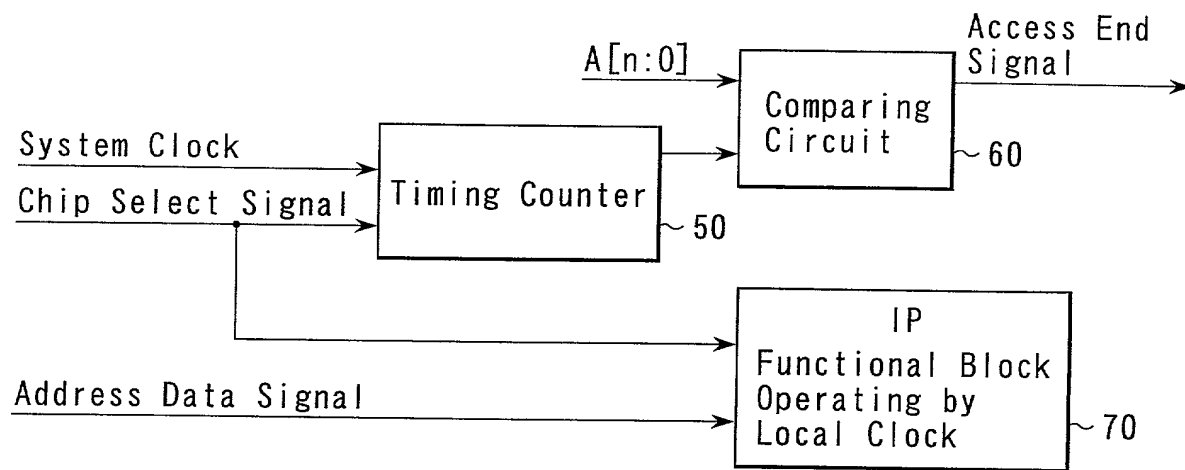 Access End
Signal
A[n:0]
Comparing
Circuit
60
System Clock
Chip Select Signal
Timing Counter
50
IP
Functional Block
Operating by
Local Clock
70
Address Data Signal